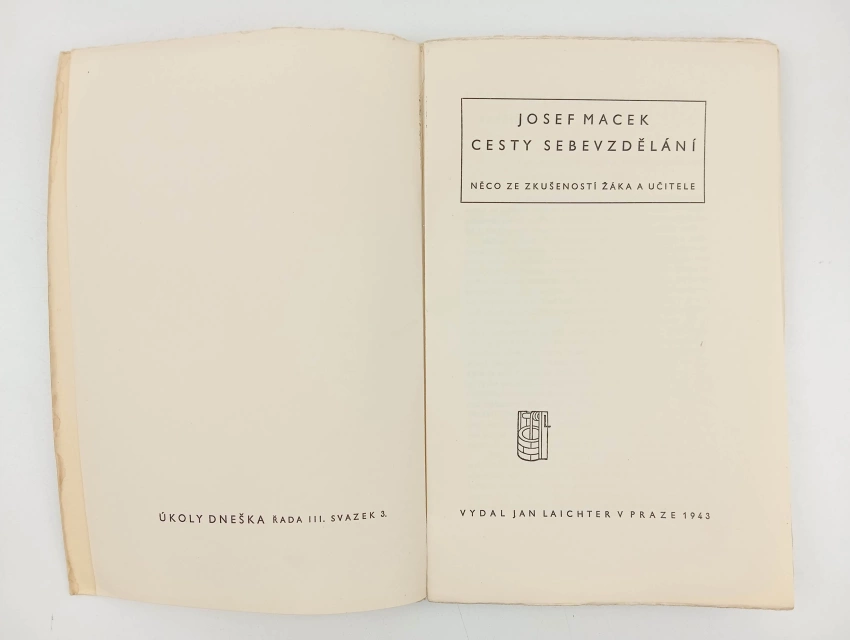 ÚKOLY DNEŠKA ŘADA III. SVAZEK 3.
JOSEF MACEK
CESTY SEBEVZDĚLÁNÍ
NĚCO ZE ZKUŠENOSTÍ ŽÁKA A UČITELE
VYDAL JAN LAICHTER V PRAZE 1943